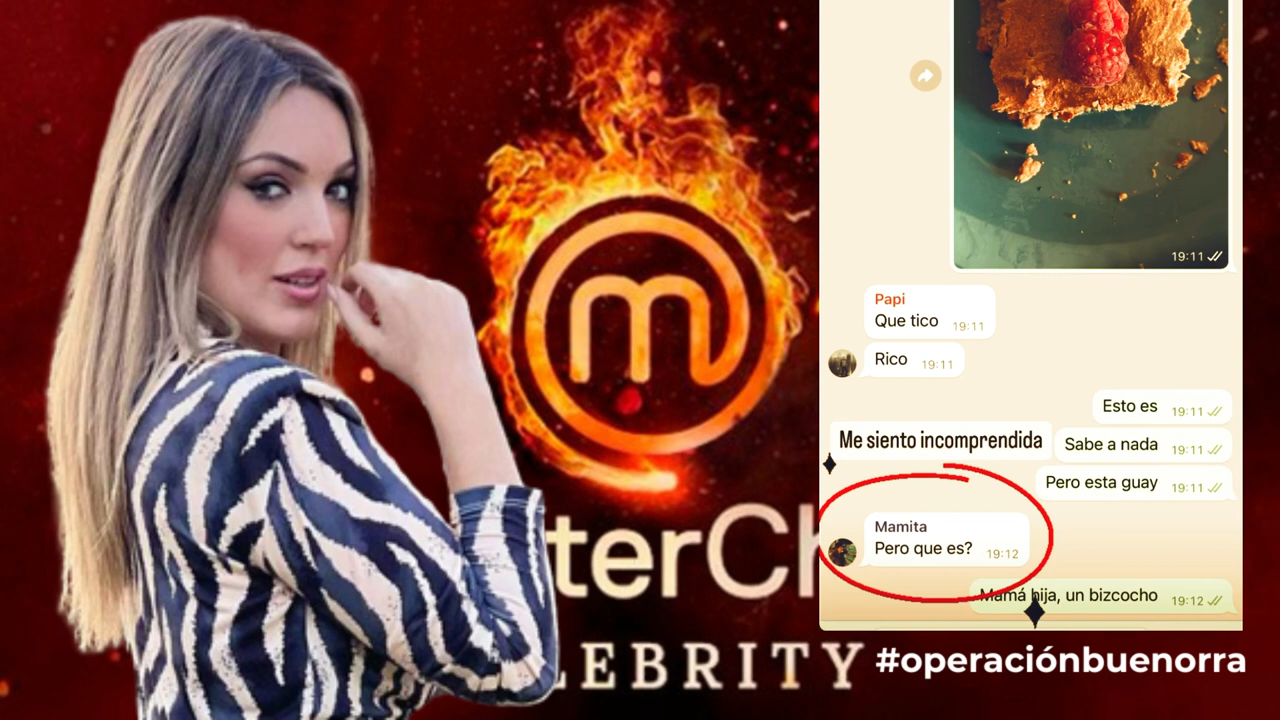 m
terCh
LEBRITY
19:11
Papi
Que tico 19:11
Rico 19:11
Esto es 19:11
Me siento incomprendida
Sabe a nada 19:11
Pero esta guay 19:11
Mamita
Pero que es? 19:12
Mamá hija, un bizcocho 19:12
#operaciónbuenorra